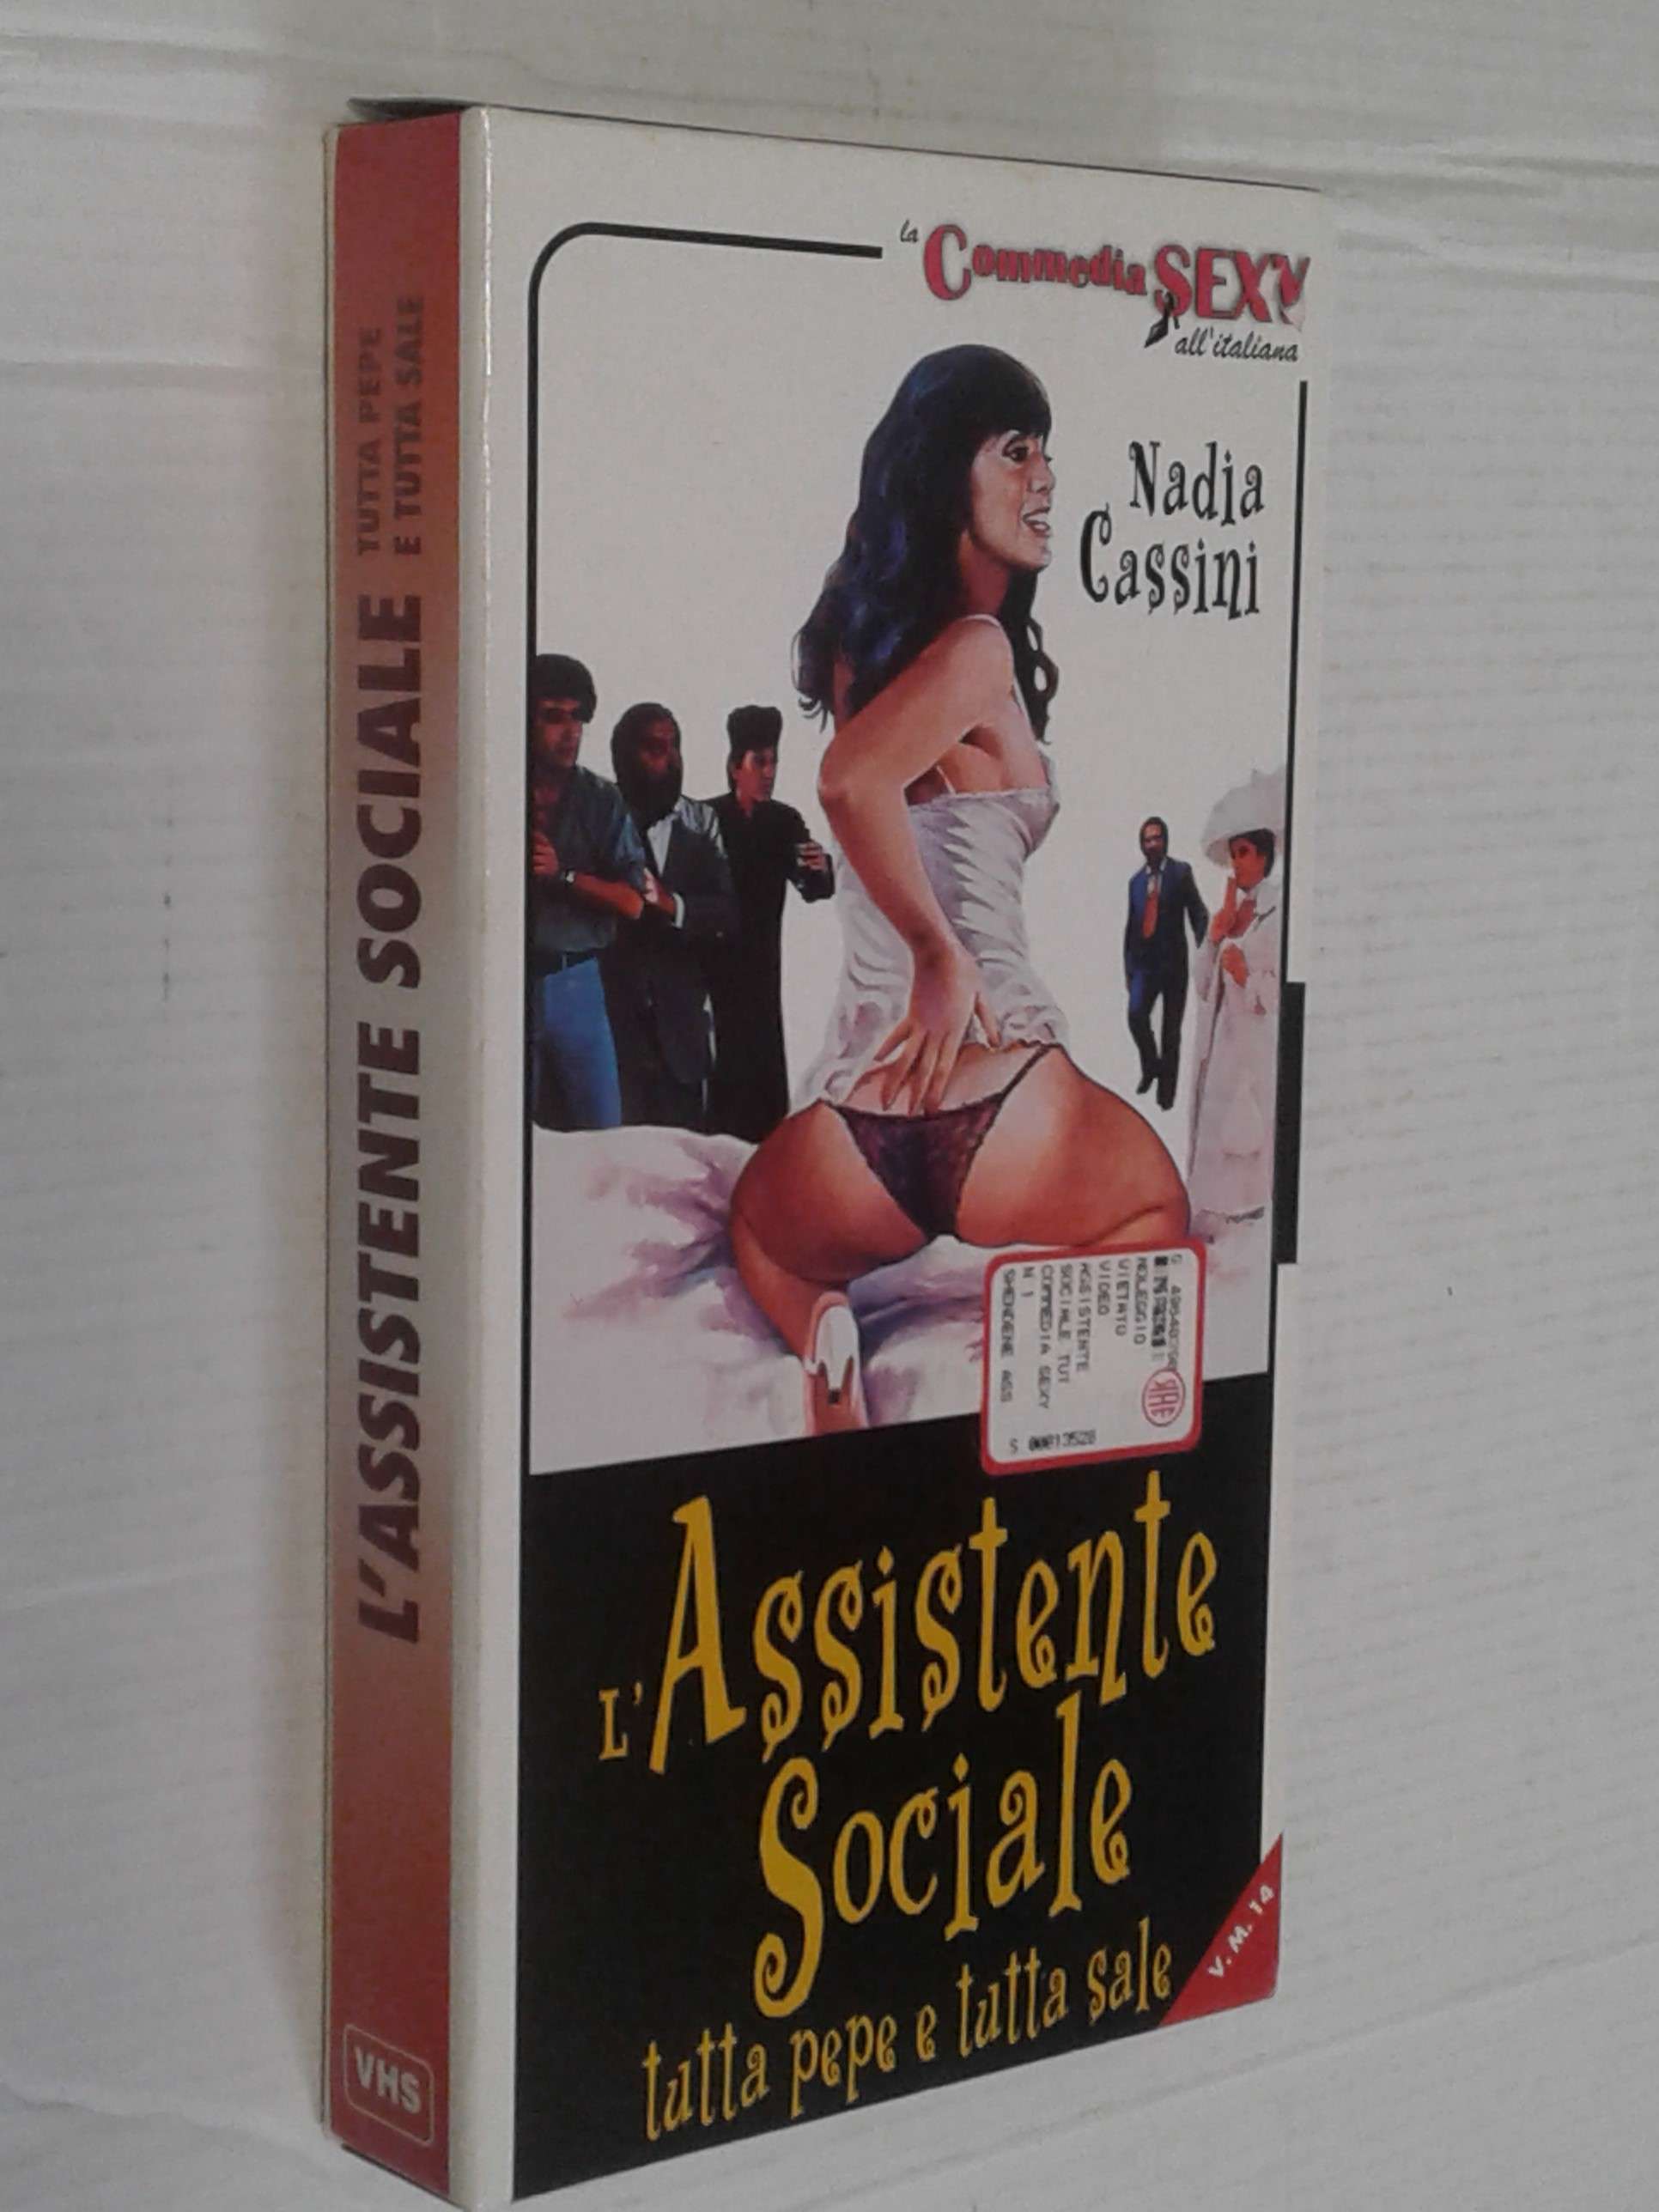 TUTTA PEPE
E TUTTA SALE
L'ASSISTENTE SOCIALE
VHS
la Commedia SEXY
all'italiana
Nadia
Cassini
NOLEGGIO
VIETATO
VIDEO
ASSISTENTE
SOCIALE TUT
COMMEDIA SEXY
N 1
SIAE
L'Assistente
Sociale
tutta pepe e tutta sale
V. M. 14